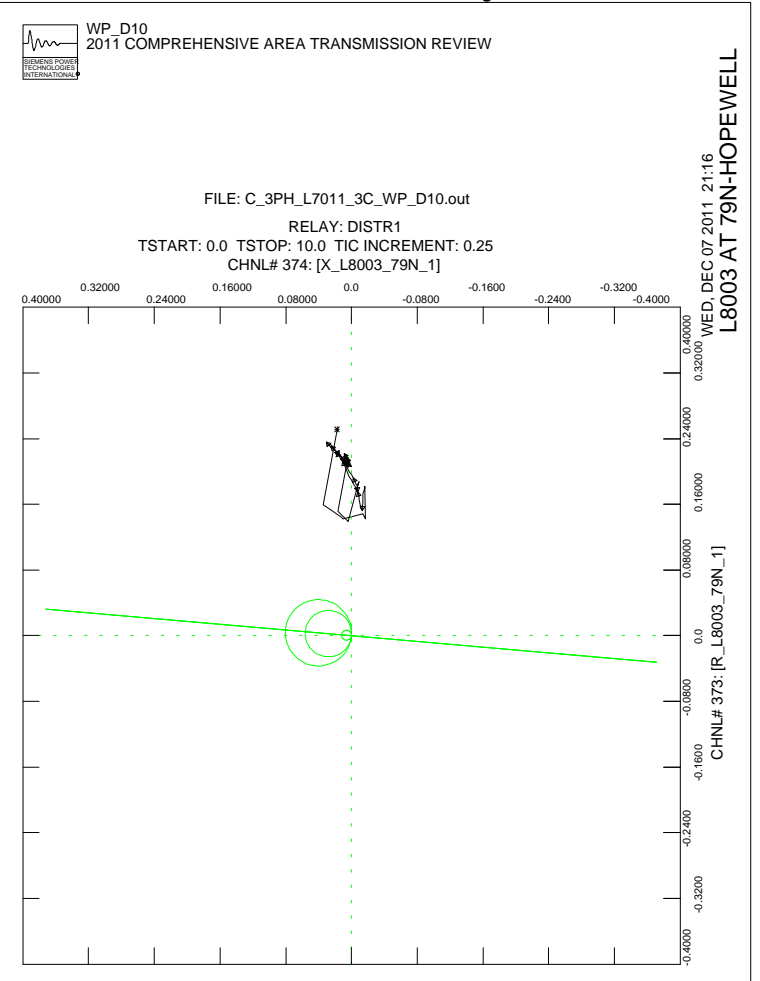 WP_D10
2011 COMPREHENSIVE AREA TRANSMISSION REVIEW
SIEMENS POWER
TECHNOLOGIES
INTERNATIONAL
FILE: C_3PH_L7011_3C_WP_D10.out
RELAY: DISTR1
TSTART: 0.0 TSTOP: 10.0 TIC INCREMENT: 0.25
CHNL# 374: [X_L8003_79N_1]
0.40000 0.32000 0.24000 0.16000 0.08000 0.0 -0.0800 -0.1600 -0.2400 -0.3200 -0.4000
WED, DEC 07 2011 21:16
L8003 AT 79N-HOPEWELL
0.40000
0.32000
0.24000
0.16000
0.08000
0.0
-0.0800
-0.1600
-0.2400
-0.3200
-0.4000
CHNL# 373: [R_L8003_79N_1]